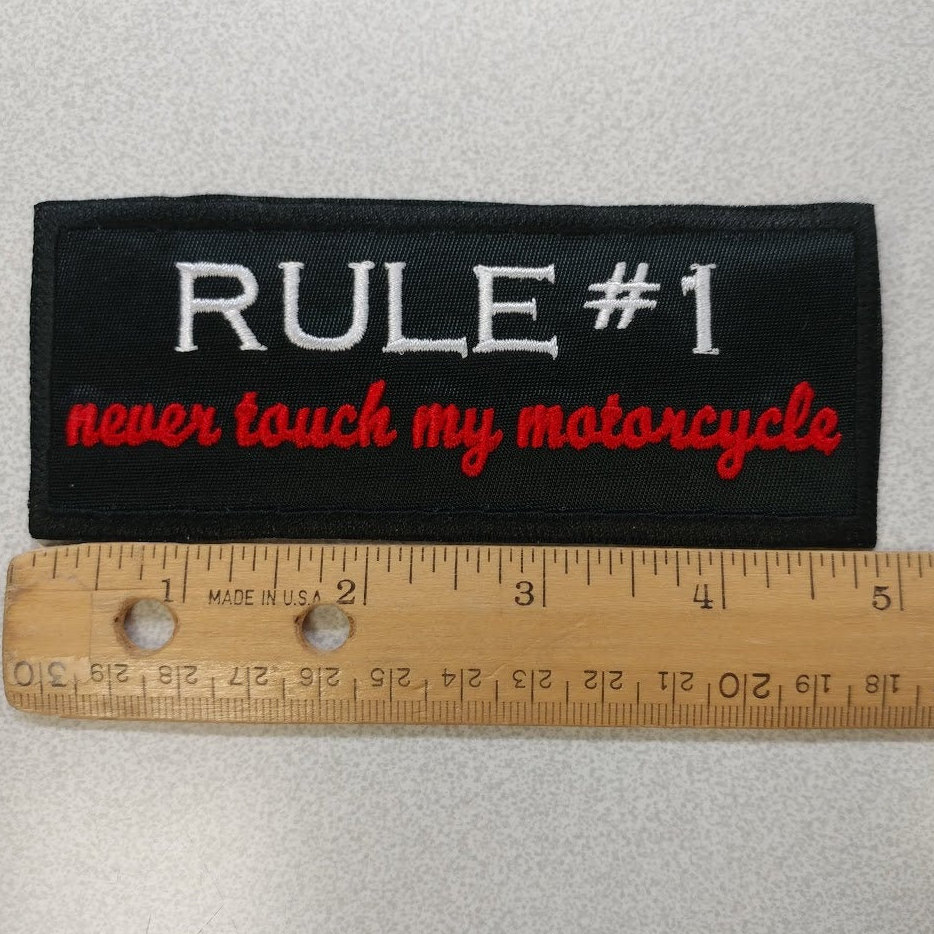 RULE #1
never touch my motorcycle
1 MADE IN U.S.A 2 3 4 5
30 29 28 27 26 25 24 23 22 21 20 19 18